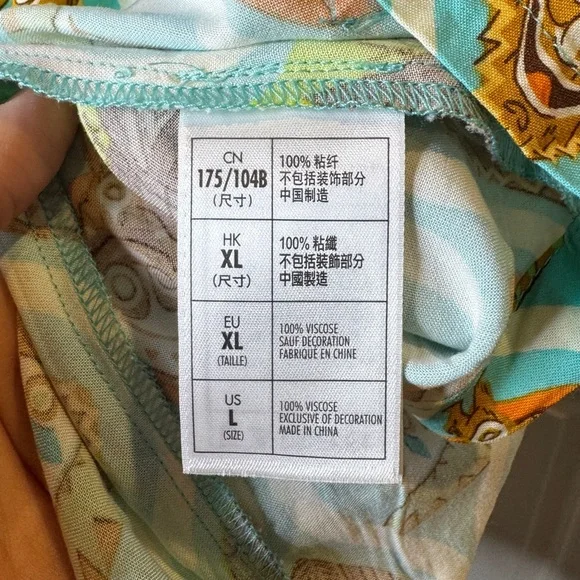 CN
175/104B
(尺寸)
100% 粘纤
不包括装饰部分
中国制造
HK
XL
(尺寸)
100% 粘纖
不包括裝飾部分
中國製造
EU
XL
(TAILLE)
100% VISCOSE
SAUF DECORATION
FABRIQUÉ EN CHINE
US
L
(SIZE)
100% VISCOSE
EXCLUSIVE OF DECORATION
MADE IN CHINA